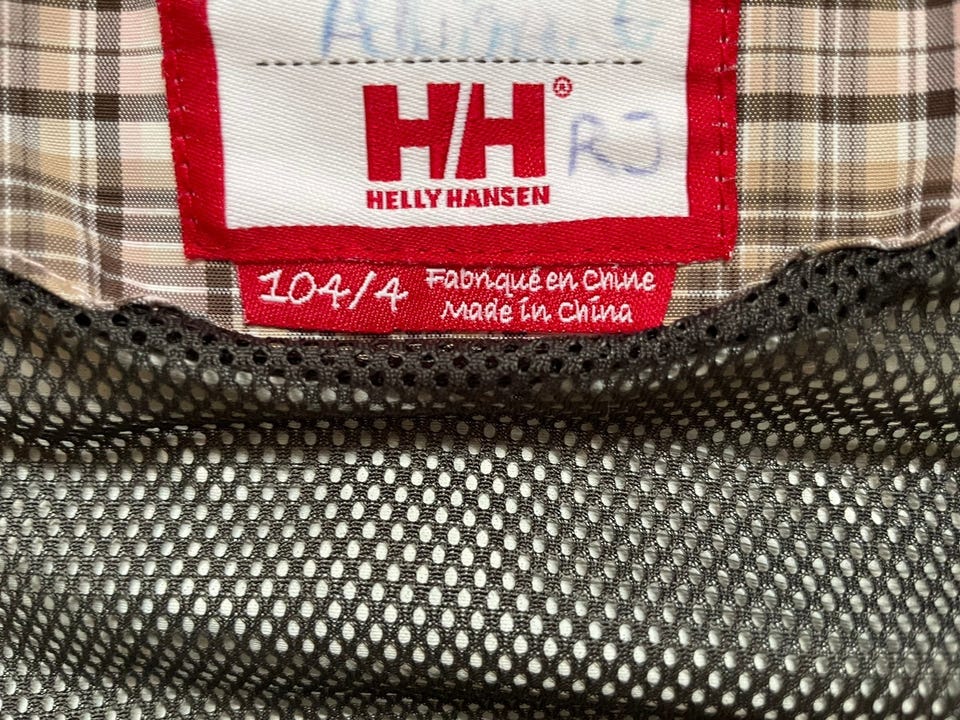 HH® RJ
HELLY HANSEN
104/4 Fabriqué en Chine
Made in China